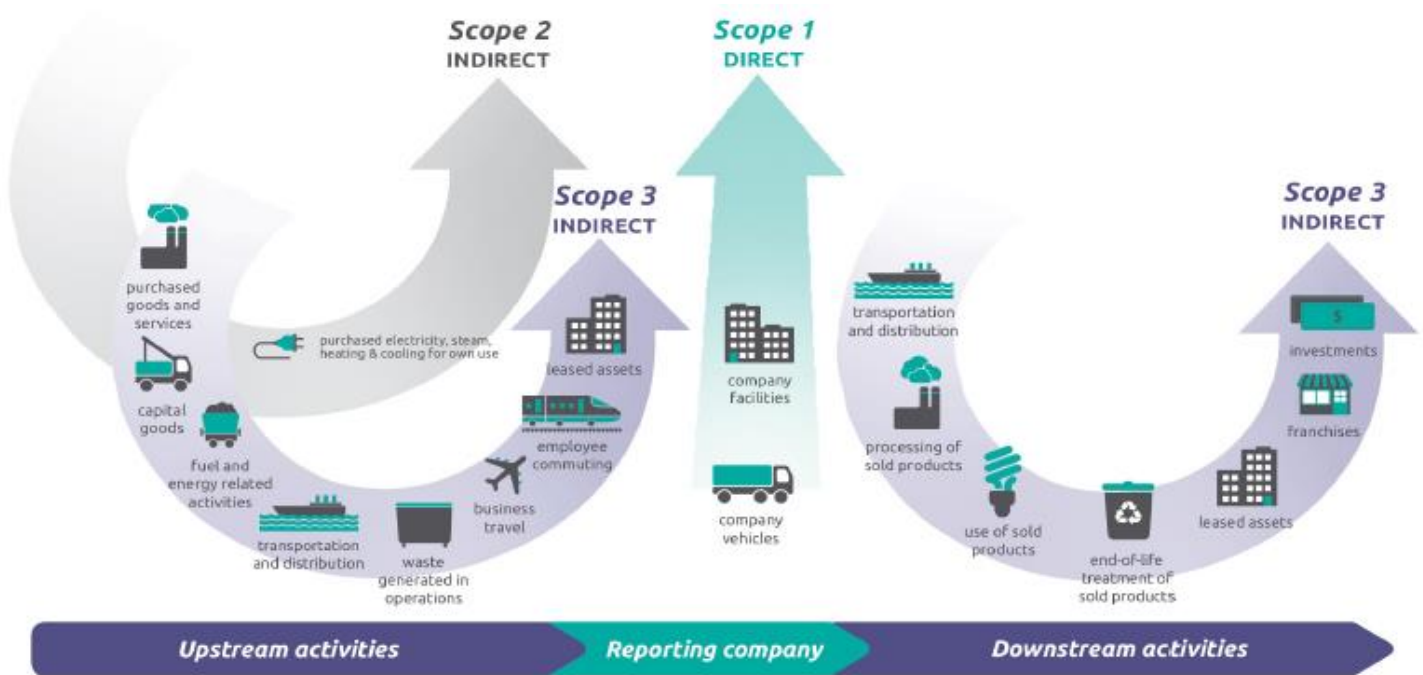 Scope 2
INDIRECT
Scope 1
DIRECT
Scope 3
INDIRECT
Scope 3
INDIRECT
purchased
goods and
services
capital
goods
fuel and
energy related
activities
transportation
and distribution
waste
generated in
operations
business
travel
employee
commuting
leased assets
purchased electricity, steam,
heating & cooling for own use
company
facilities
company
vehicles
transportation
and distribution
processing of
sold products
use of sold
products
end-of-life
treatment of
sold products
leased assets
franchises
investments
$
Upstream activities
Reporting company
Downstream activities